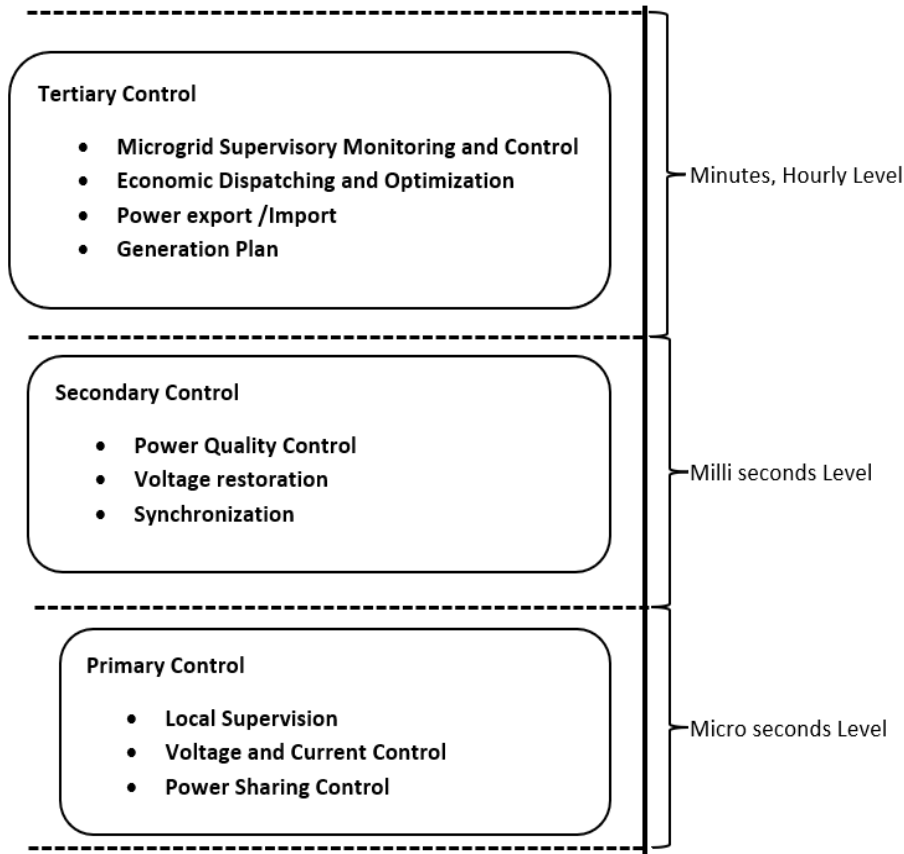 Tertiary Control
• Microgrid Supervisory Monitoring and Control
• Economic Dispatching and Optimization
• Power export /Import
• Generation Plan
Minutes, Hourly Level
Secondary Control
• Power Quality Control
• Voltage restoration
• Synchronization
Milli seconds Level
Primary Control
• Local Supervision
• Voltage and Current Control
• Power Sharing Control
Micro seconds Level